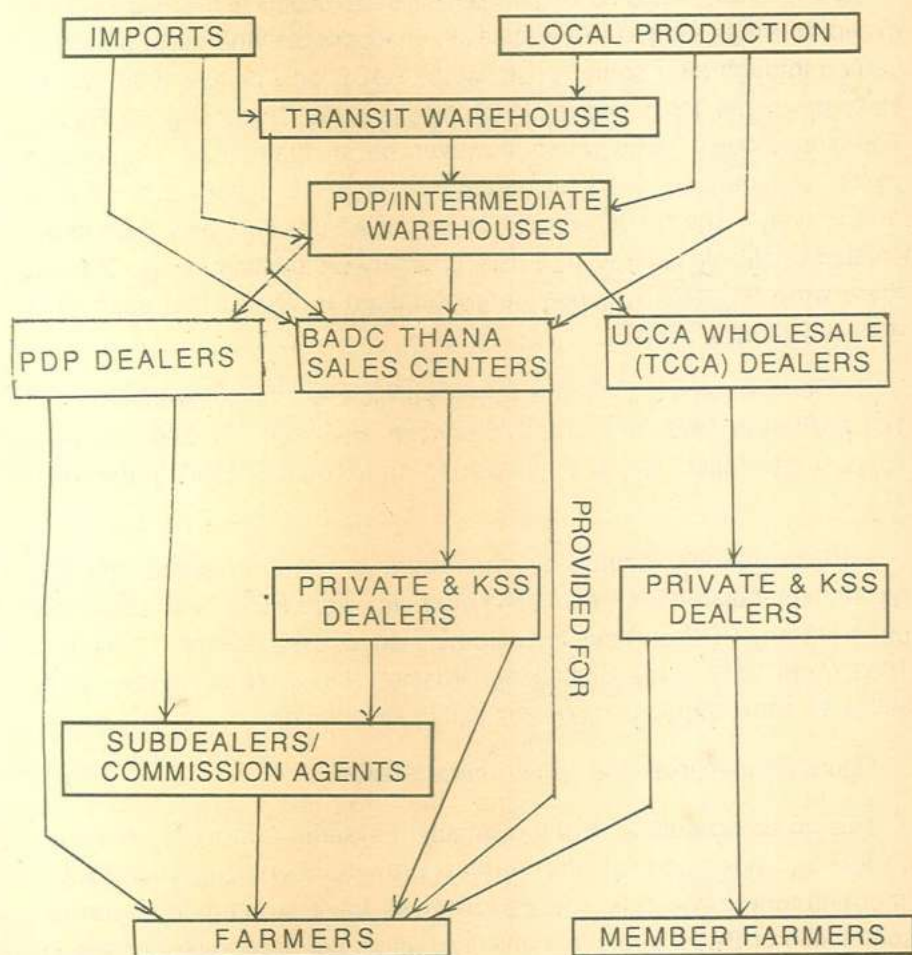 IMPORTS
LOCAL PRODUCTION
TRANSIT WAREHOUSES
PDP/INTERMEDIATE
WAREHOUSES
PDP DEALERS
BADC THANA
SALES CENTERS
UCCA WHOLESALE
(TCCA) DEALERS
PROVIDED FOR
PRIVATE & KSS
DEALERS
PRIVATE & KSS
DEALERS
SUBDEALERS/
COMMISSION AGENTS
FARMERS
MEMBER FARMERS